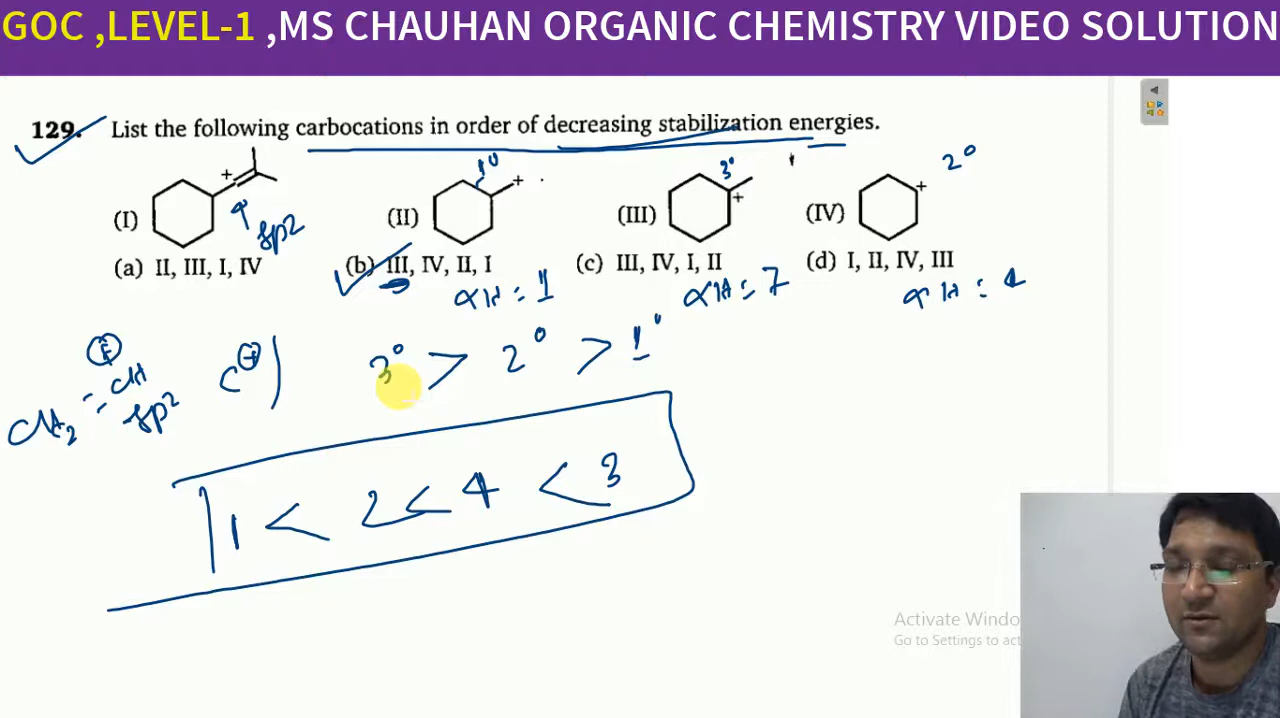 GOC ,LEVEL-1 ,MS CHAUHAN ORGANIC CHEMISTRY VIDEO SOLUTION
129. List the following carbocations in order of decreasing stabilization energies.
(I) + sp2
(II) + 1°
(III) + 3°
(IV) + 2°
(a) II, III, I, IV (b) III, IV, II, I (c) III, IV, I, II (d) I, II, IV, III
αH = 1 αH = 7 αH = 4
CH2 = CH + sp2 C+ 3° > 2° > 1°
1 < 2 < 4 < 3
Activate Windo
Go to Settings to act